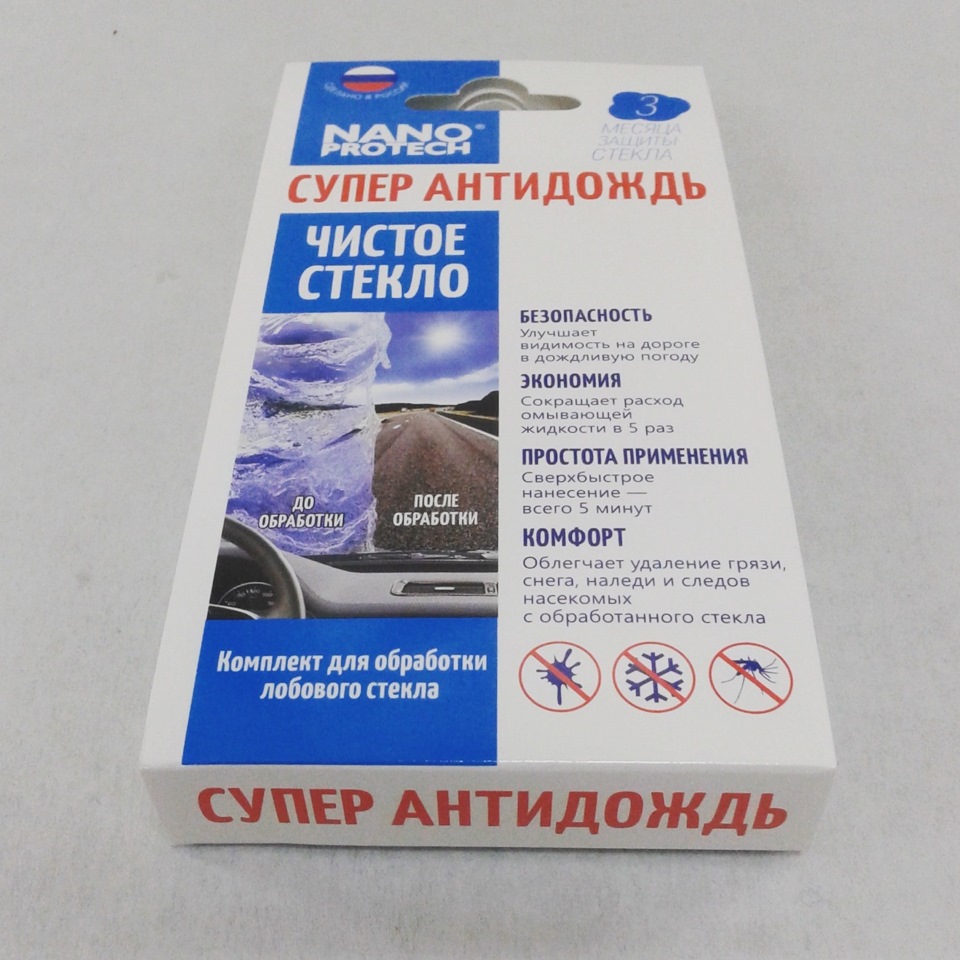 СДЕЛАНО В РОССИИ
NANO®
PROTECH
3
МЕСЯЦА
ЗАЩИТЫ
СТЕКЛА
СУПЕР АНТИДОЖДЬ
ЧИСТОЕ
СТЕКЛО
ДО
ОБРАБОТКИ
ПОСЛЕ
ОБРАБОТКИ
БЕЗОПАСНОСТЬ
Улучшает
видимость на дороге
в дождливую погоду
ЭКОНОМИЯ
Сокращает расход
омывающей
жидкости в 5 раз
ПРОСТОТА ПРИМЕНЕНИЯ
Сверхбыстрое
нанесение —
всего 5 минут
КОМФОРТ
Облегчает удаление грязи,
снега, наледи и следов
насекомых
с обработанного стекла
Комплект для обработки
лобового стекла
СУПЕР АНТИДОЖДЬ